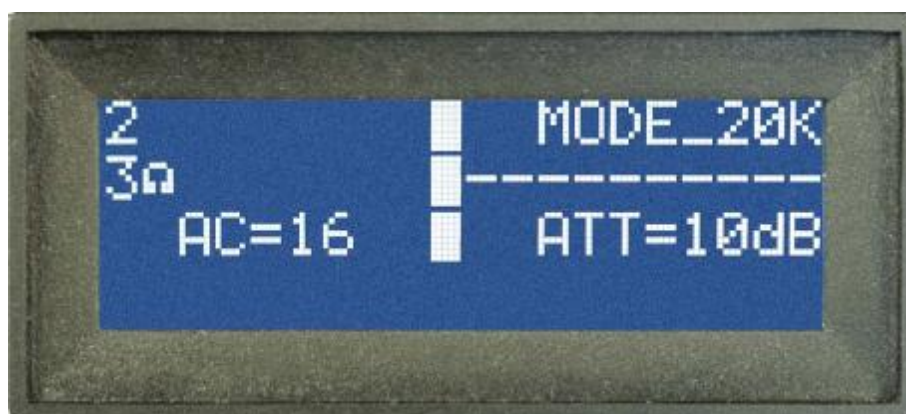 2 █ MODE_20K
3Ω █----------
AC=16 █ ATT=10dB